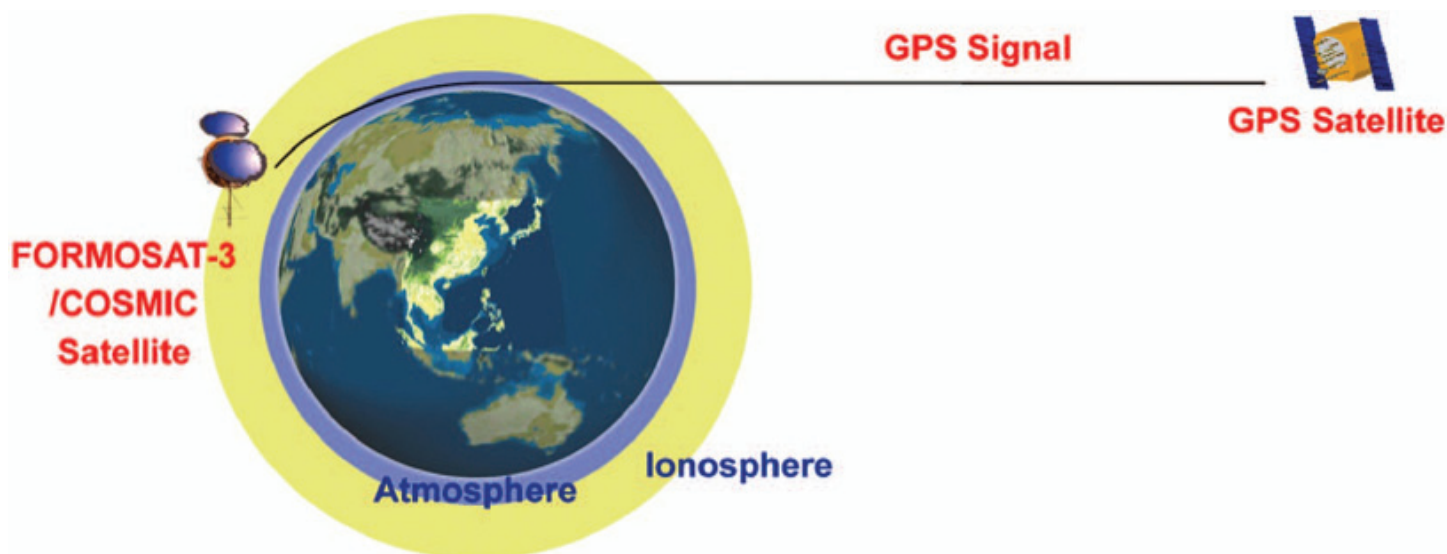 GPS Signal
GPS Satellite
FORMOSAT-3
/COSMIC
Satellite
Ionosphere
Atmosphere